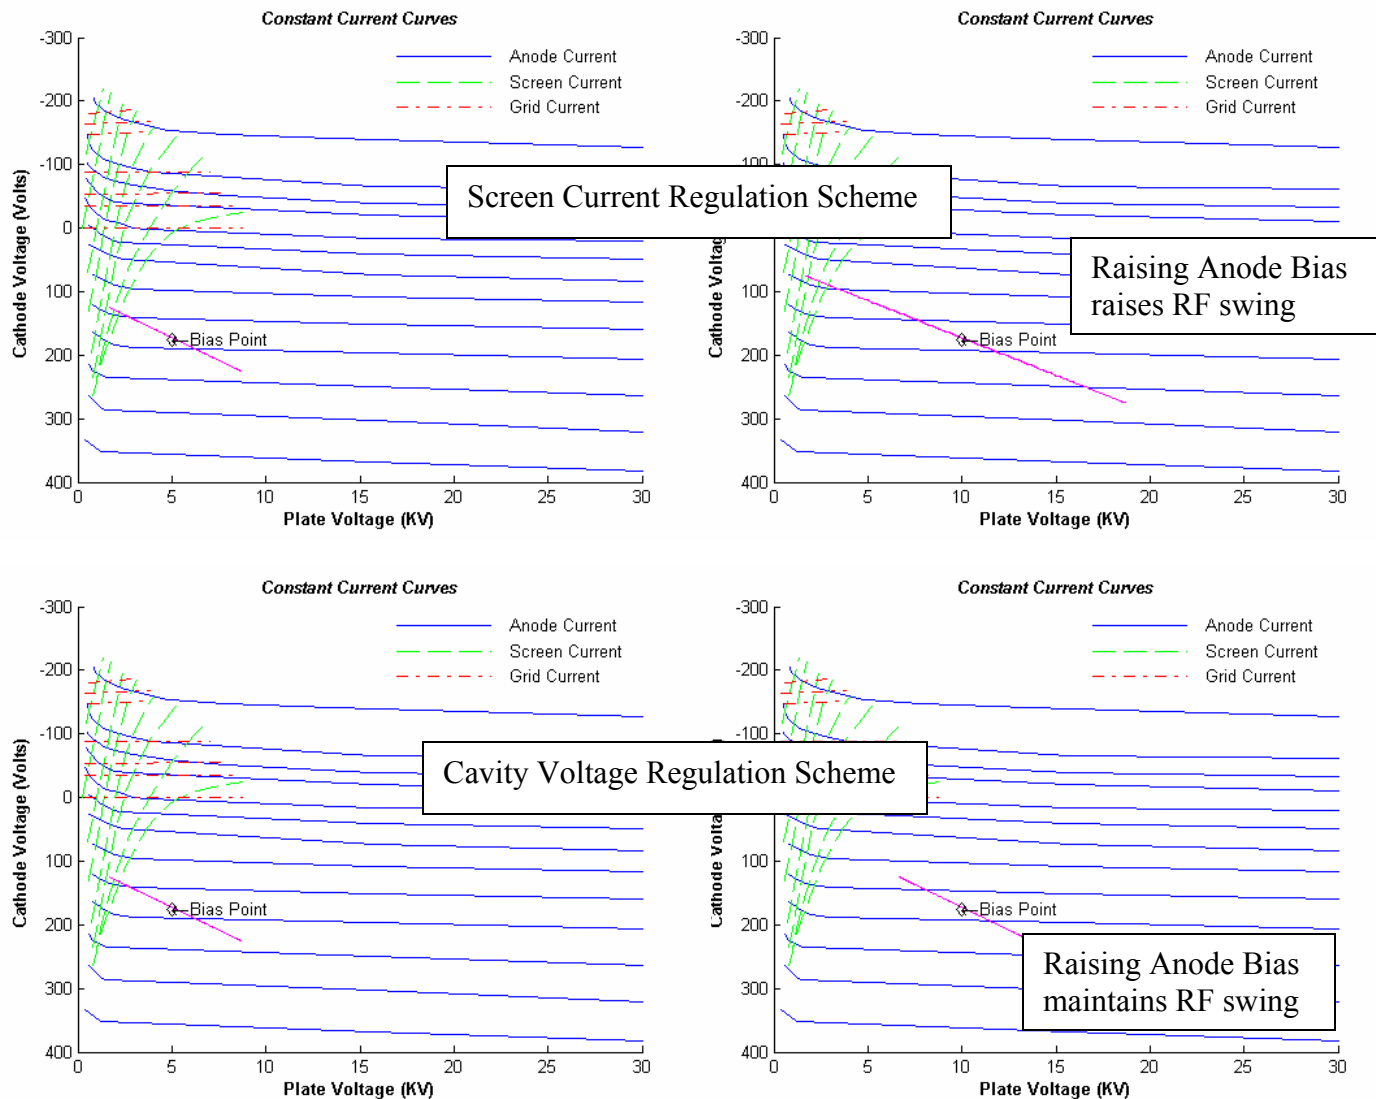 Constant Current Curves
Constant Current Curves
-300
-200
-100
0
100
200
300
400
Cathode Voltage (Volts)
Anode Current
Screen Current
Grid Current
Bias Point
0 5 10 15 20 25 30
Plate Voltage (KV)
-300
-200
-100
0
100
200
300
400
Anode Current
Screen Current
Grid Current
Screen Current Regulation Scheme
Raising Anode Bias
raises RF swing
Bias Point
0 5 10 15 20 25 30
Plate Voltage (KV)
Constant Current Curves
Constant Current Curves
-300
-200
-100
0
100
200
300
400
Cathode Voltage (Volts)
Anode Current
Screen Current
Grid Current
Bias Point
0 5 10 15 20 25 30
Plate Voltage (KV)
-300
-200
-100
0
100
200
300
400
Anode Current
Screen Current
Grid Current
Cavity Voltage Regulation Scheme
Bias Point
Raising Anode Bias
maintains RF swing
0 5 10 15 20 25 30
Plate Voltage (KV)